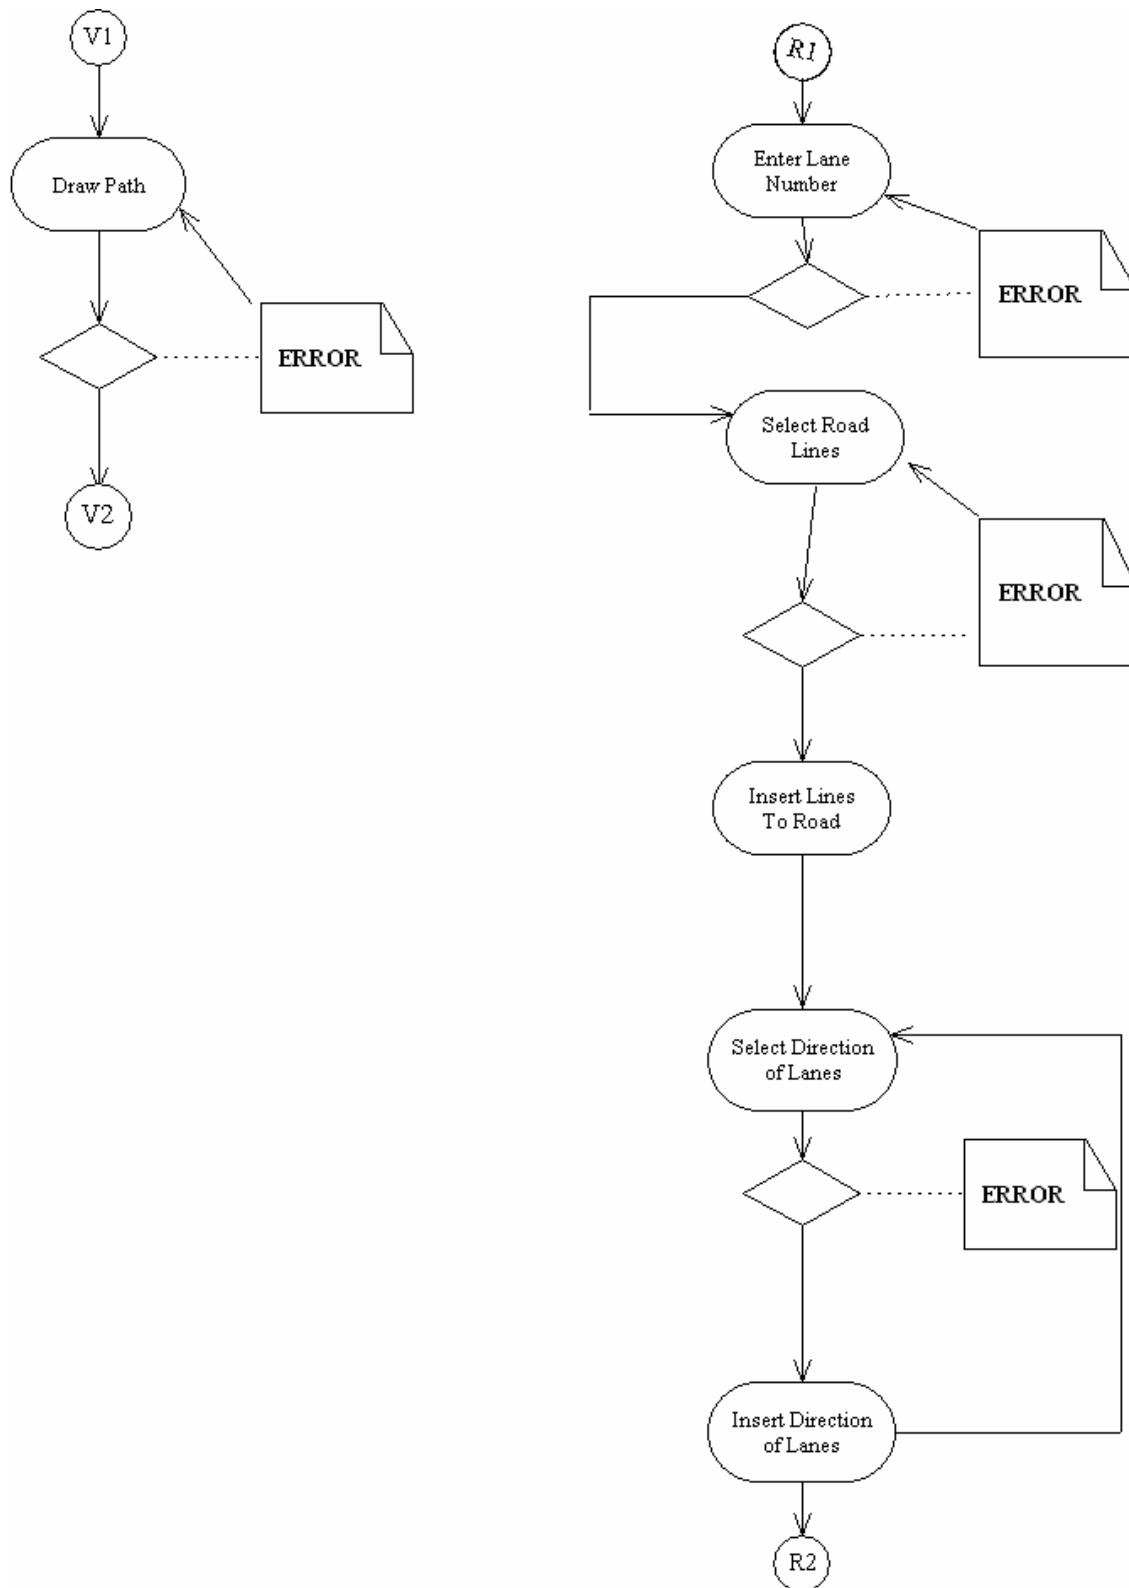 V1
Draw Path
ERROR
V2
R1
Enter Lane
Number
ERROR
Select Road
Lines
ERROR
Insert Lines
To Road
Select Direction
of Lanes
ERROR
Insert Direction
of Lanes
R2